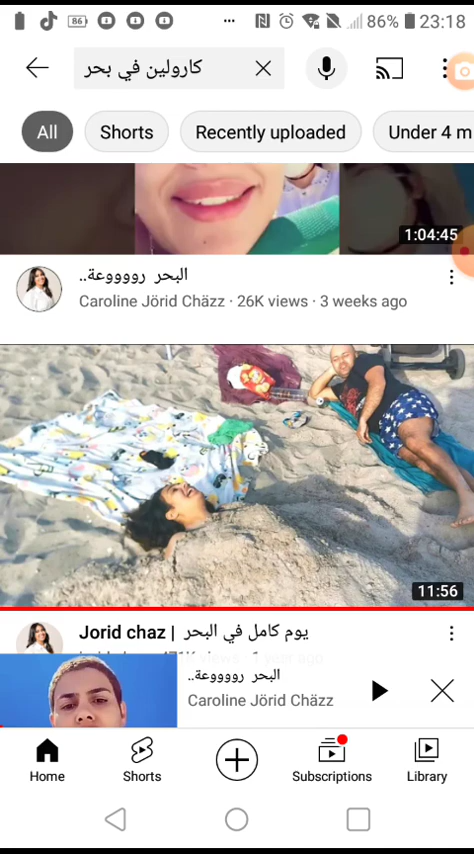 86
86%
23:18
كارولين في بحر
All
Shorts
Recently uploaded
Under 4 m
1:04:45
البحر رووووعة..
Caroline Jörid Chäzz · 26K views · 3 weeks ago
11:56
Jorid chaz | يوم كامل في البحر
البحر رووووعة..
Caroline Jörid Chäzz
Home
Shorts
Subscriptions
Library